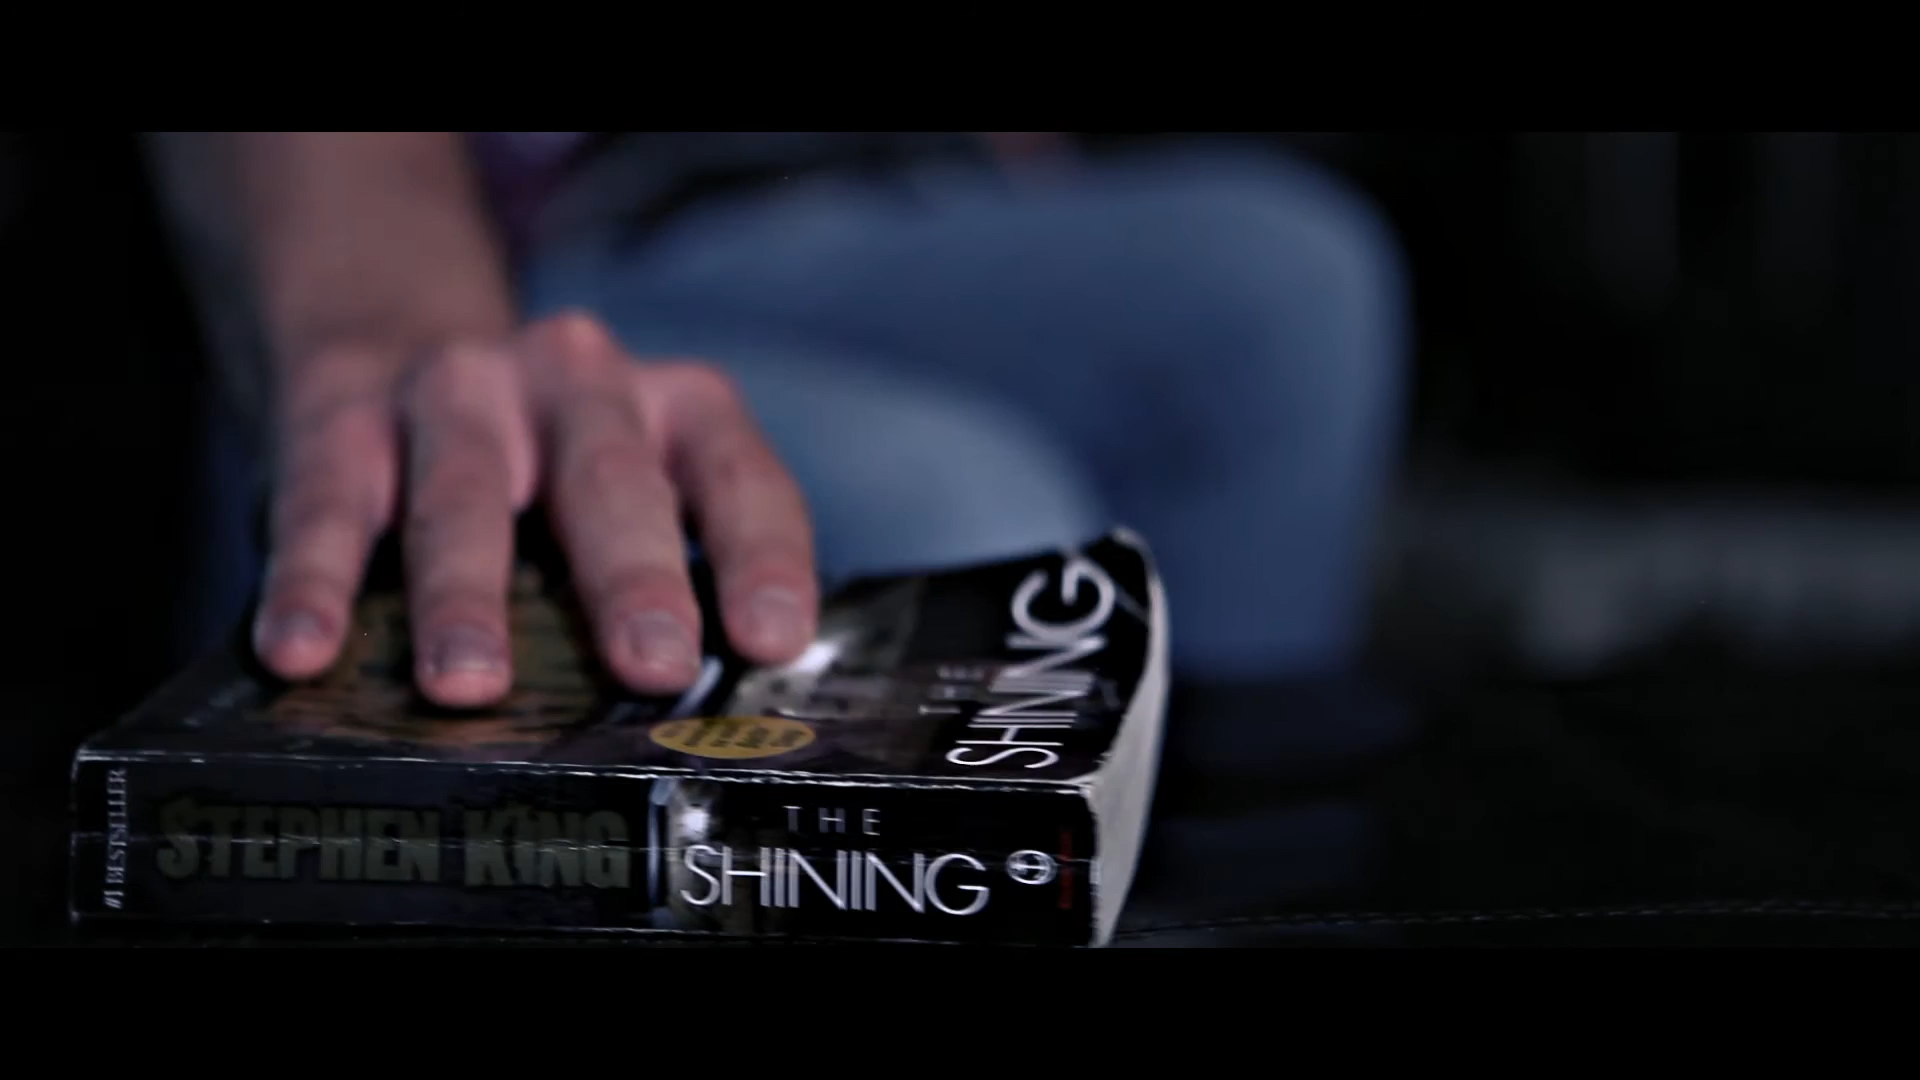 THE
SHINING
#1 BESTSELLER
STEPHEN KING
THE
SHINING